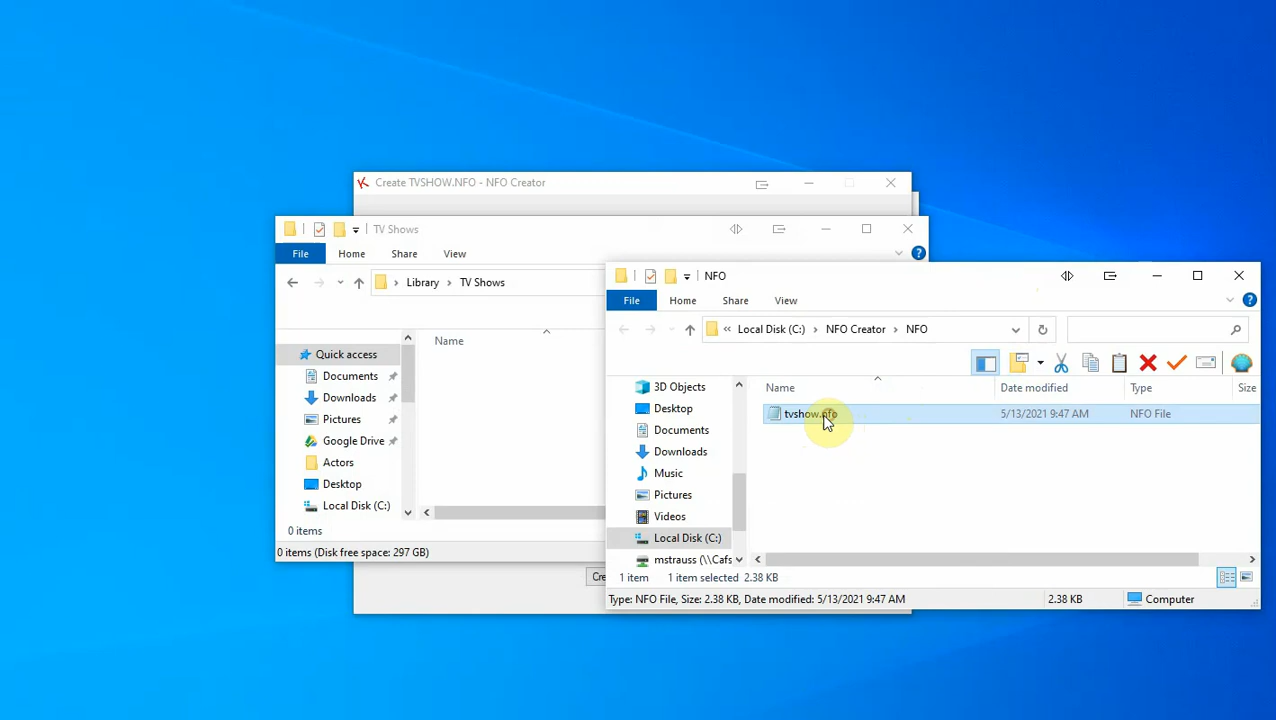 Create TVSHOW.NFO - NFO Creator
TV Shows
File Home Share View
Library TV Shows
Name
Quick access
Documents
Downloads
Pictures
Google Drive
Actors
Desktop
Local Disk (C:)
0 items
0 items (Disk free space: 297 GB)
Cre
NFO
File Home Share View
« Local Disk (C:) NFO Creator NFO
Name Date modified Type Size
tvshow.nfo 5/13/2021 9:47 AM NFO File
3D Objects
Desktop
Documents
Downloads
Music
Pictures
Videos
Local Disk (C:)
mstrauss (\\Cafs
1 item 1 item selected 2.38 KB
Type: NFO File, Size: 2.38 KB, Date modified: 5/13/2021 9:47 AM 2.38 KB Computer